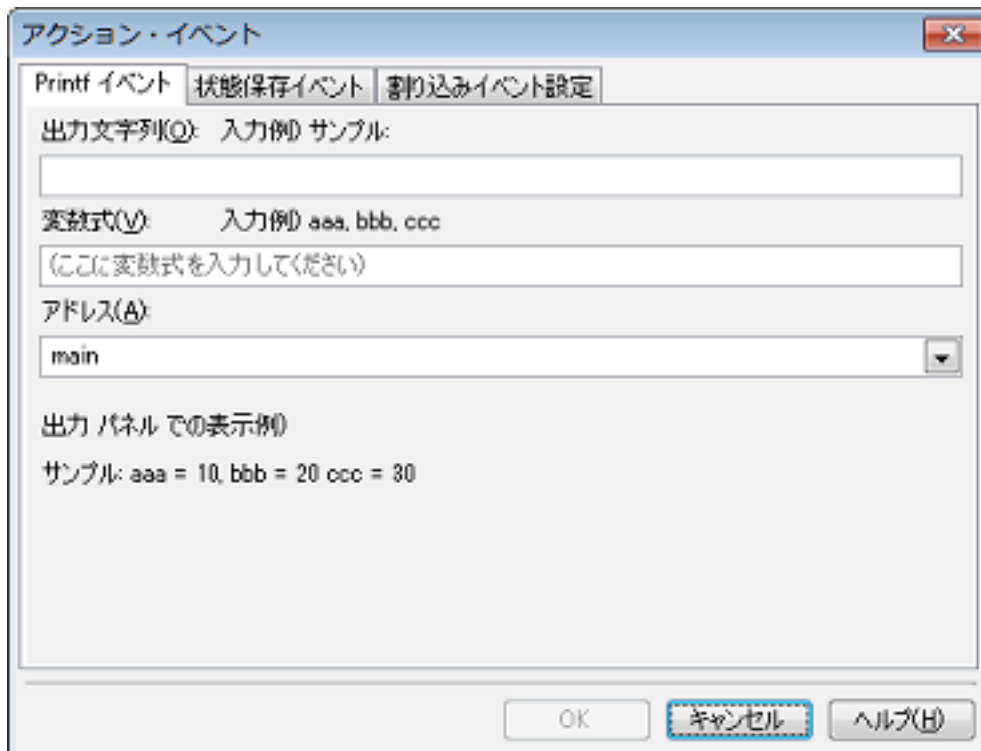 アクション・イベント
Printf イベント 状態保存イベント 割り込みイベント設定
出力文字列(O): 入力例) サンプル:
変数式(V): 入力例) aaa, bbb, ccc
(ここに変数式を入力してください)
アドレス(A):
main
出力 パネル での表示例)
サンプル: aaa = 10, bbb = 20 ccc = 30
OK キャンセル ヘルプ(H)